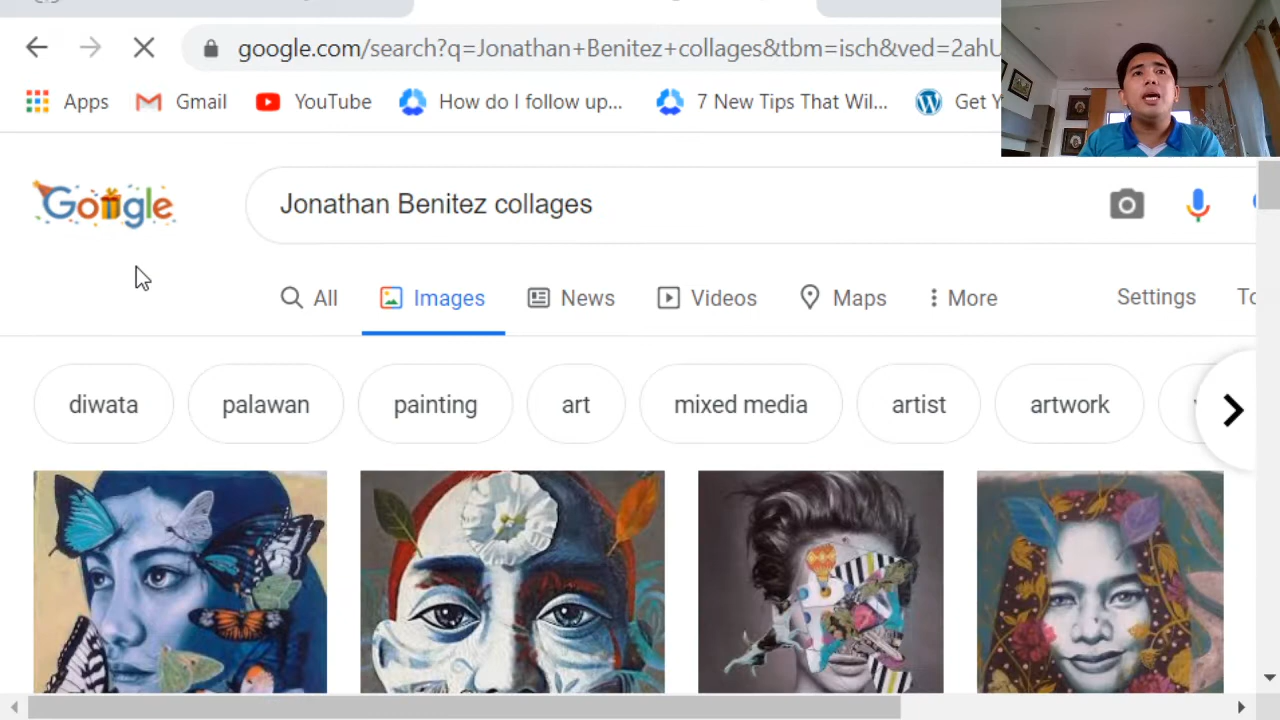 google.com/search?q=Jonathan+Benitez+collages&tbm=isch&ved=2ahU
Apps Gmail YouTube How do I follow up... 7 New Tips That Wil... Get Y
Google Jonathan Benitez collages
All Images News Videos Maps More Settings To
diwata palawan painting art mixed media artist artwork